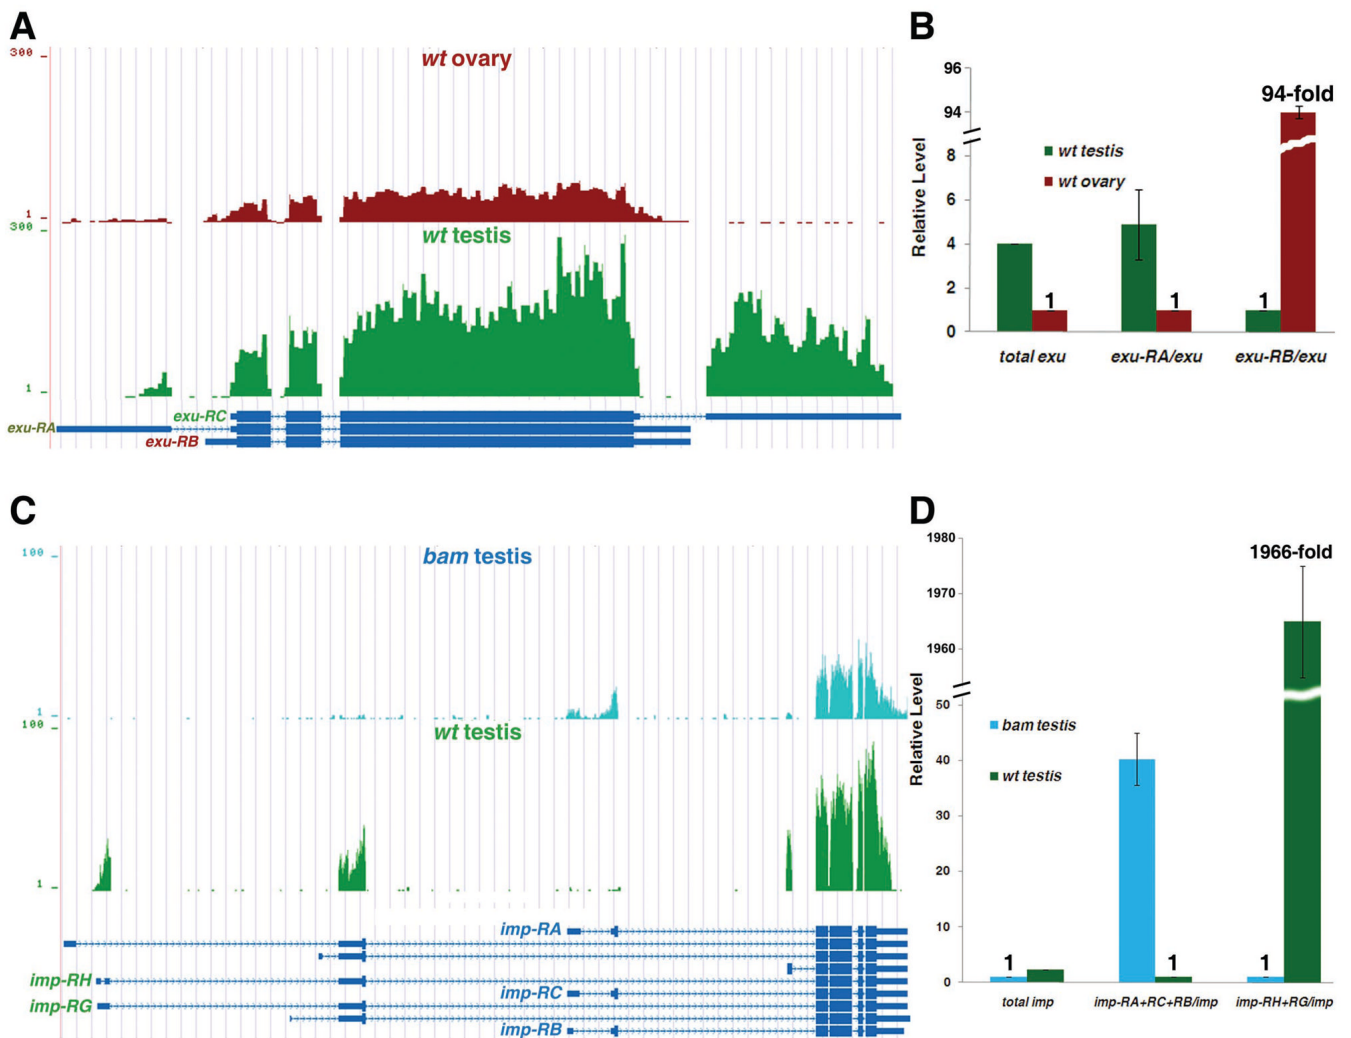 A
300
wt ovary
1
300
wt testis
1
exu-RC
exu-RA
exu-RB
B
96
94
8
6
4
2
0
Relative Level
wt testis
wt ovary
94-fold
1
1
1
total exu
exu-RA/exu
exu-RB/exu
C
100
bam testis
1
100
wt testis
1
imp-RA
imp-RH
imp-RC
imp-RG
imp-RB
D
1980
1970
1960
50
40
30
20
10
0
Relative Level
bam testis
wt testis
1966-fold
1
1
1
total imp
imp-RA+RC+RB/imp
imp-RH+RG/imp